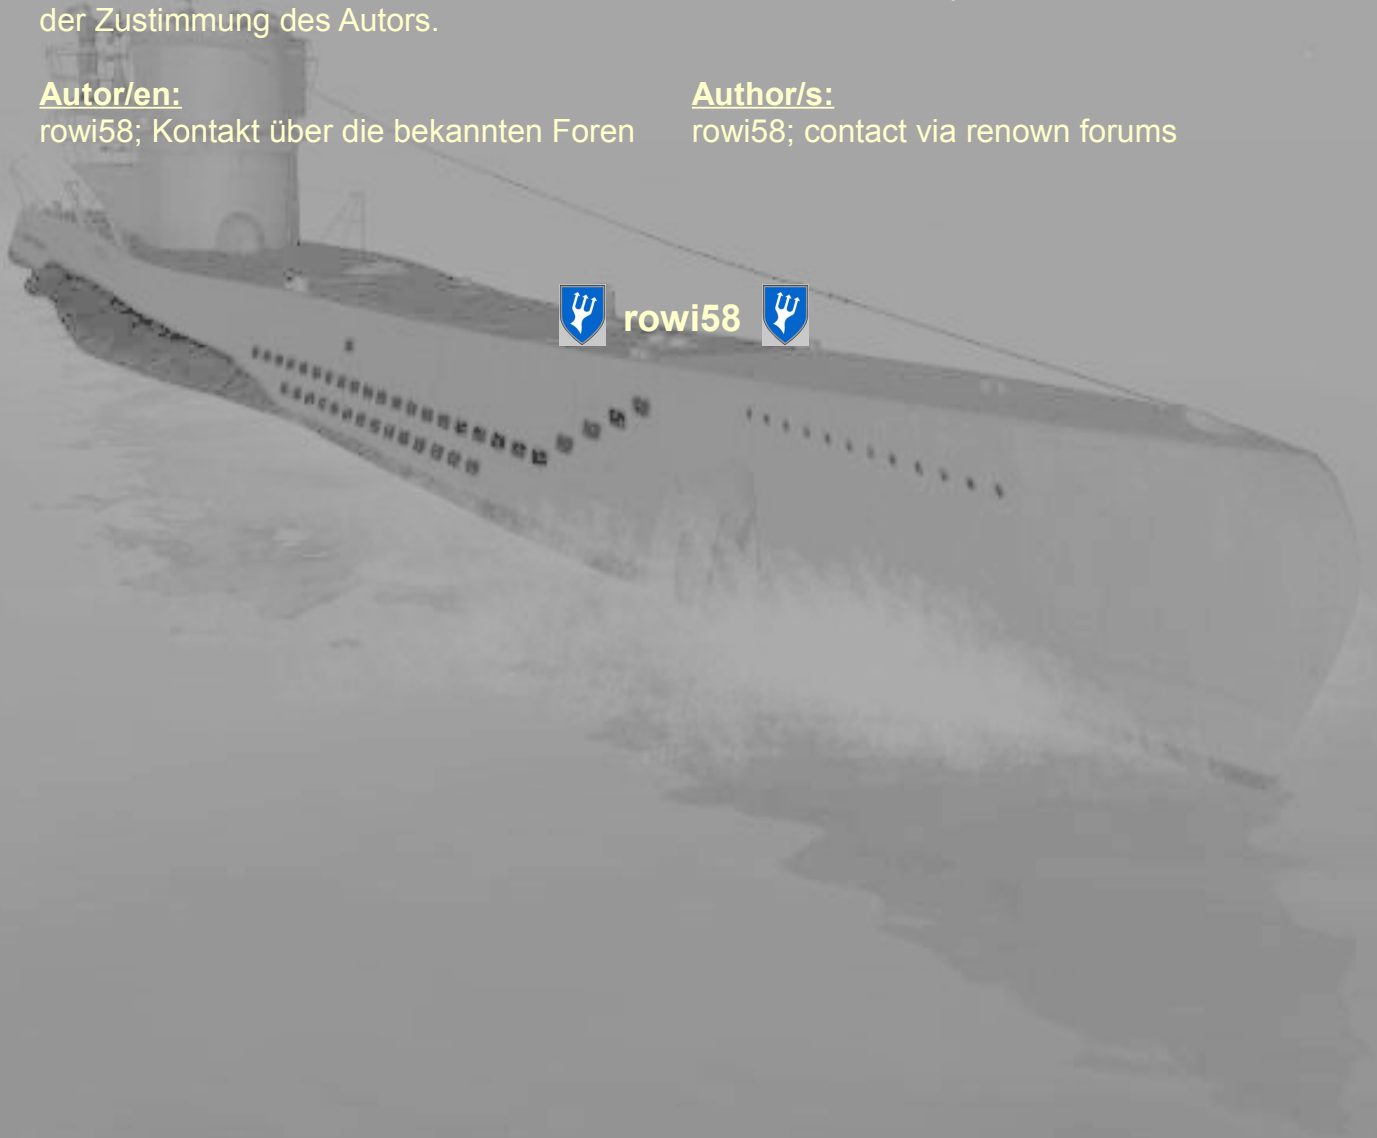 der Zustimmung des Autors.
Autor/en:
rowi58; Kontakt über die bekannten Foren
Author/s:
rowi58; contact via renown forums
rowi58